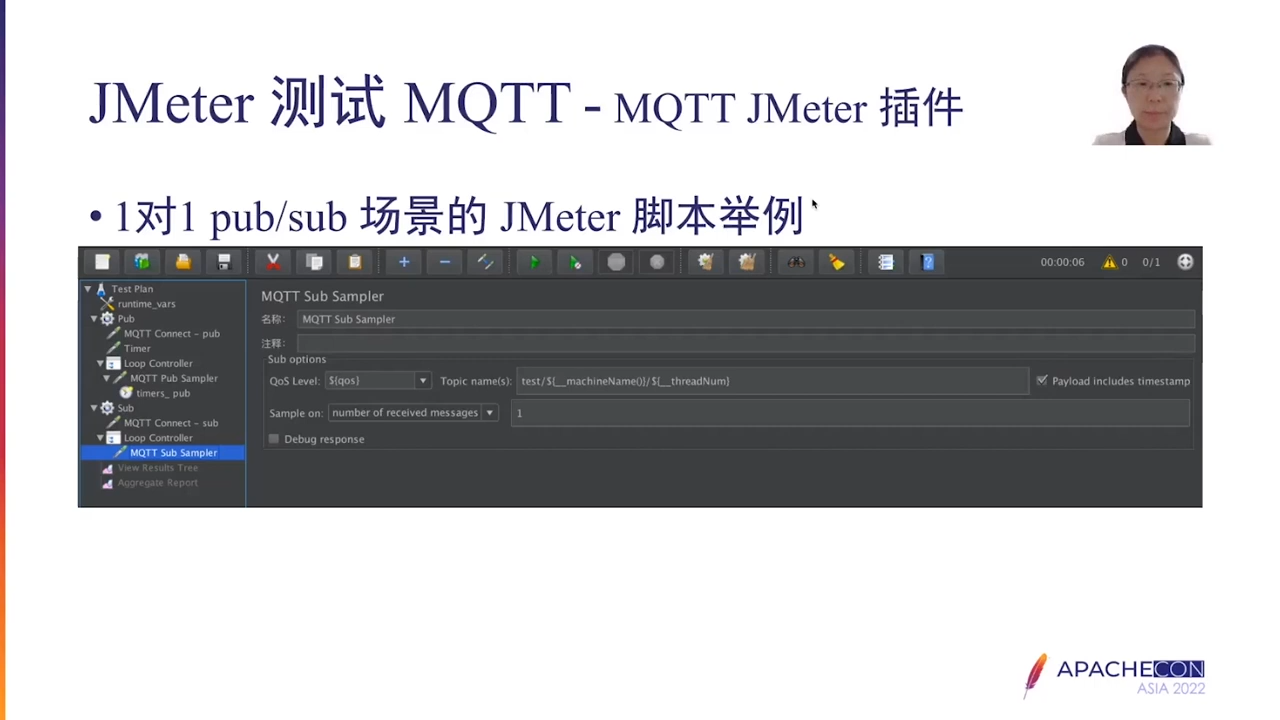 JMeter 测试 MQTT - MQTT JMeter 插件
• 1对1 pub/sub 场景的 JMeter 脚本举例
00:00:06 0 0/1
Test Plan
runtime_vars
Pub
MQTT Connect - pub
Timer
Loop Controller
MQTT Pub Sampler
timers_ pub
Sub
MQTT Connect - sub
Loop Controller
MQTT Sub Sampler
View Results Tree
Aggregate Report
MQTT Sub Sampler
名称: MQTT Sub Sampler
注释:
Sub options
QoS Level: ${qos} Topic name(s): test/${__machineName()}/${__threadNum} Payload includes timestamp
Sample on: number of received messages 1
Debug response
APACHECON
ASIA 2022